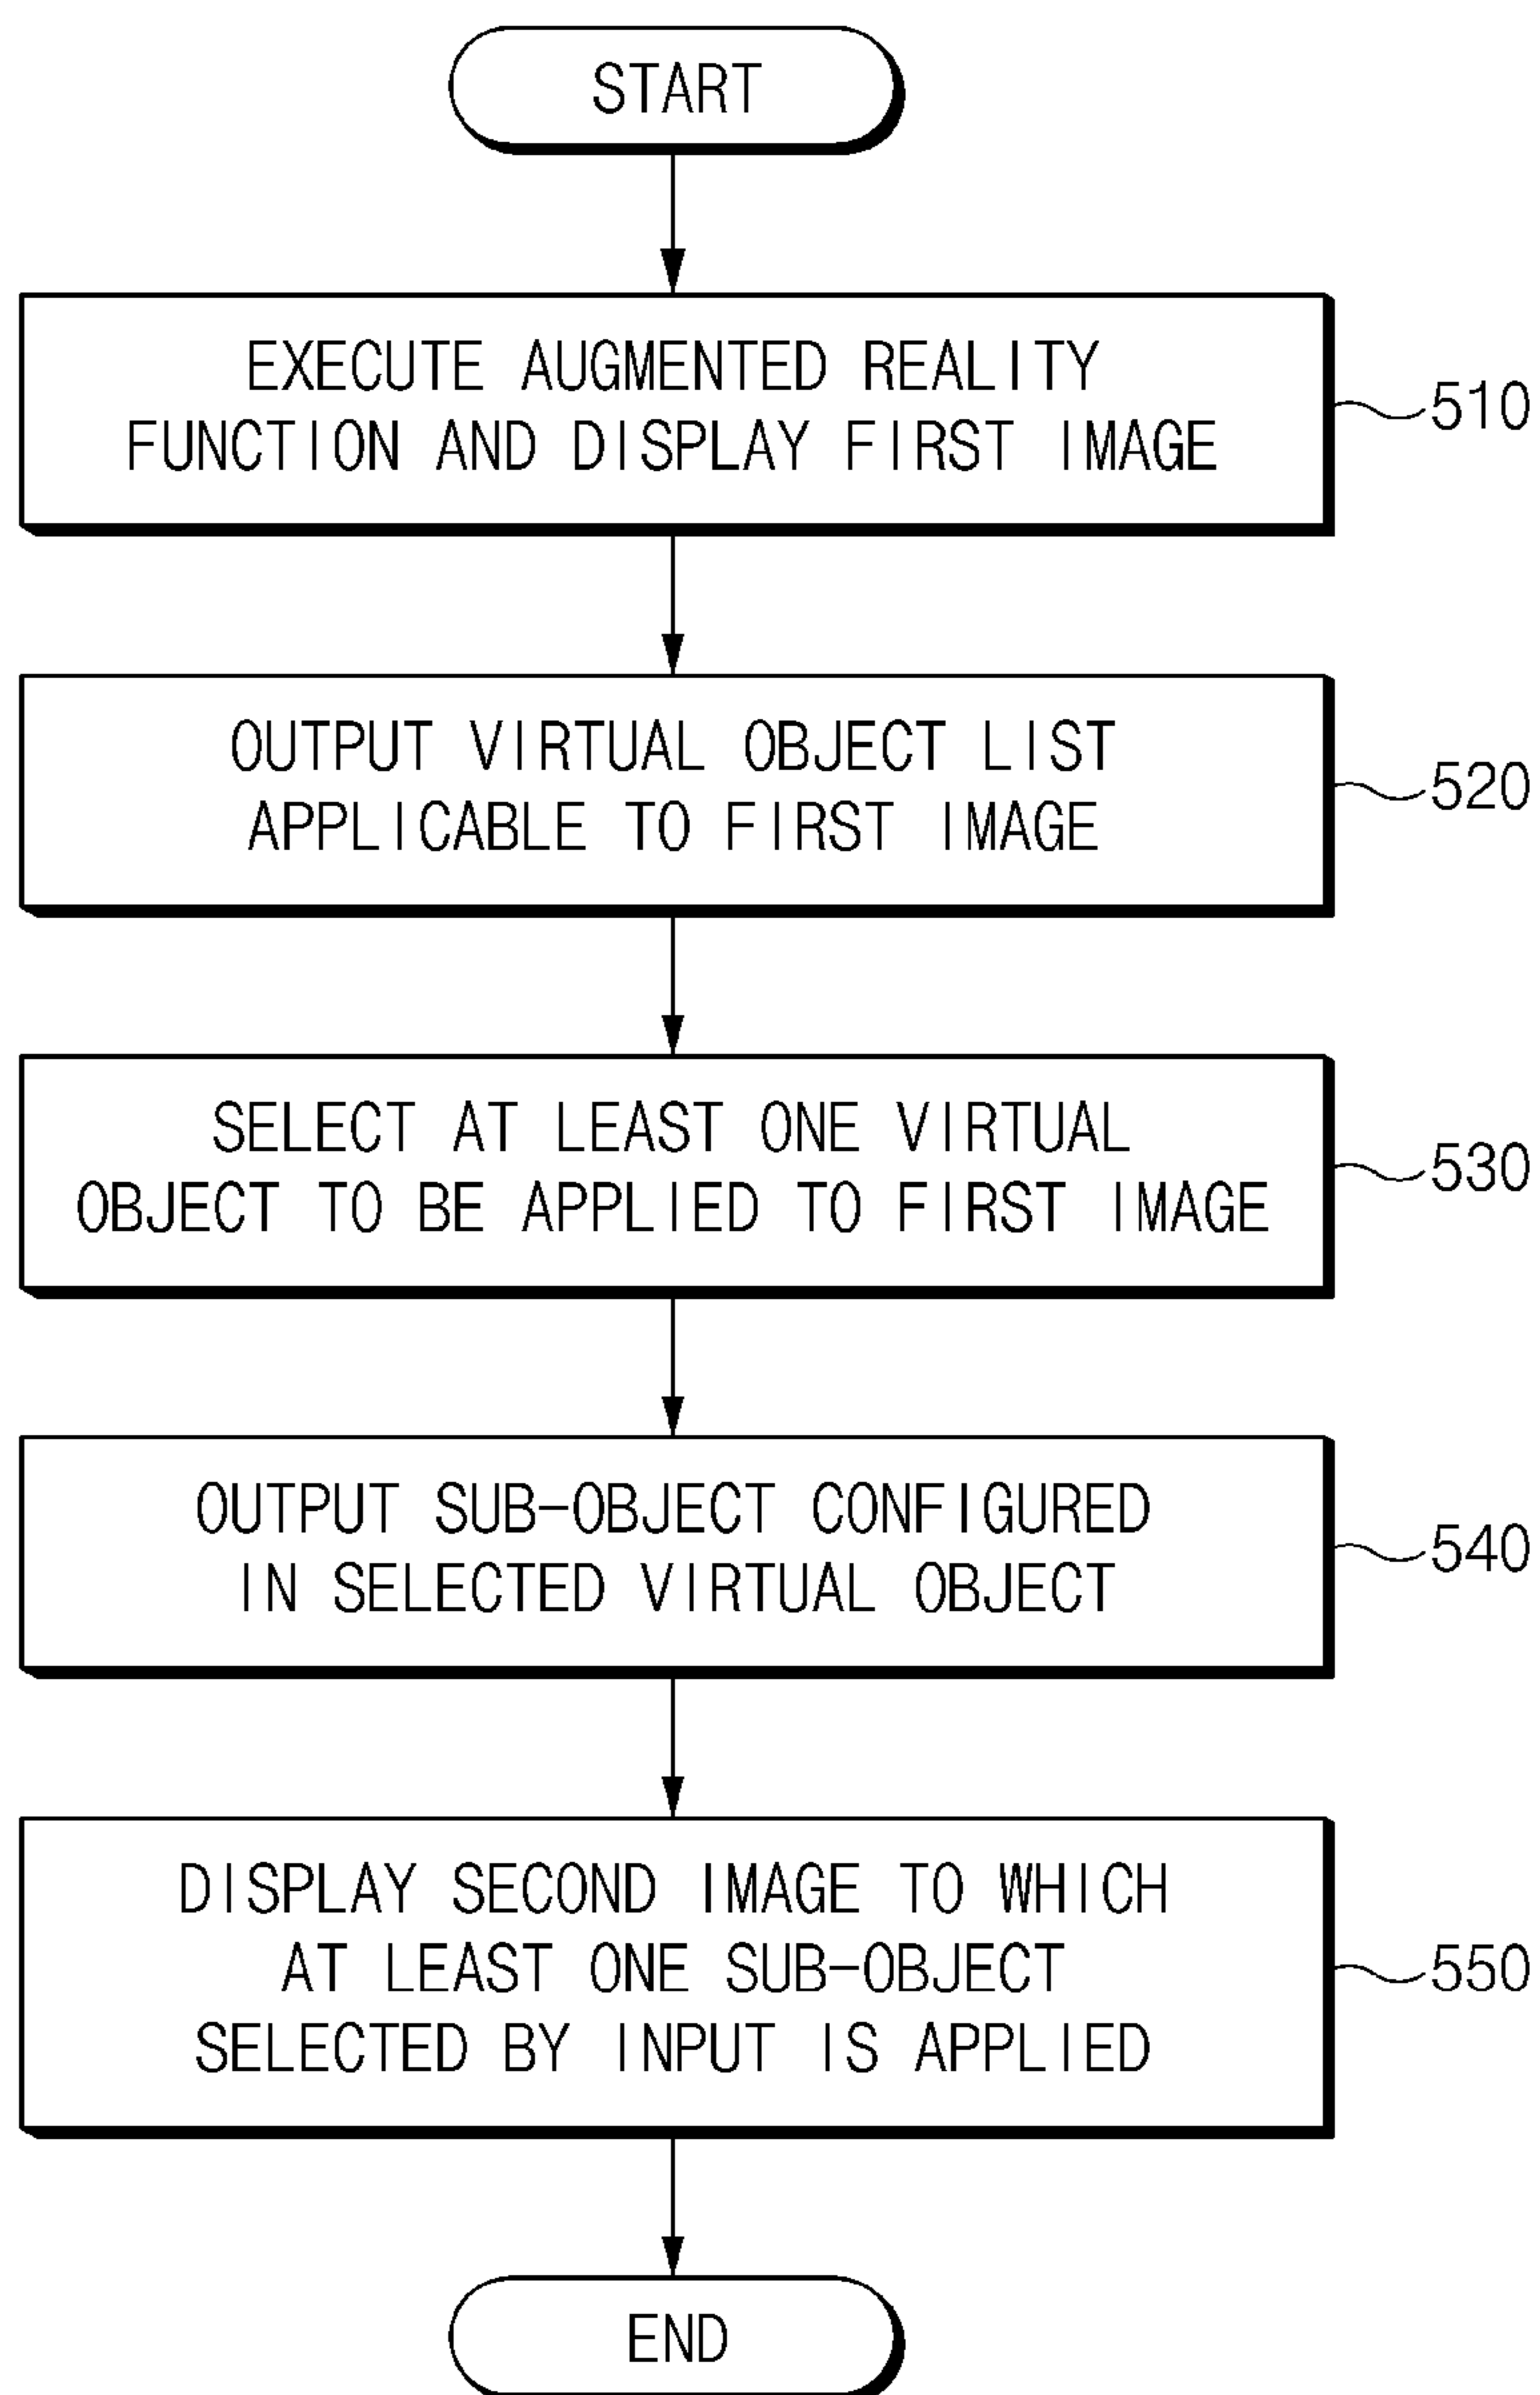 START
EXECUTE AUGMENTED REALITY
FUNCTION AND DISPLAY FIRST IMAGE
510
OUTPUT VIRTUAL OBJECT LIST
APPLICABLE TO FIRST IMAGE
520
SELECT AT LEAST ONE VIRTUAL
OBJECT TO BE APPLIED TO FIRST IMAGE
530
OUTPUT SUB-OBJECT CONFIGURED
IN SELECTED VIRTUAL OBJECT
540
DISPLAY SECOND IMAGE TO WHICH
AT LEAST ONE SUB-OBJECT
SELECTED BY INPUT IS APPLIED
550
END